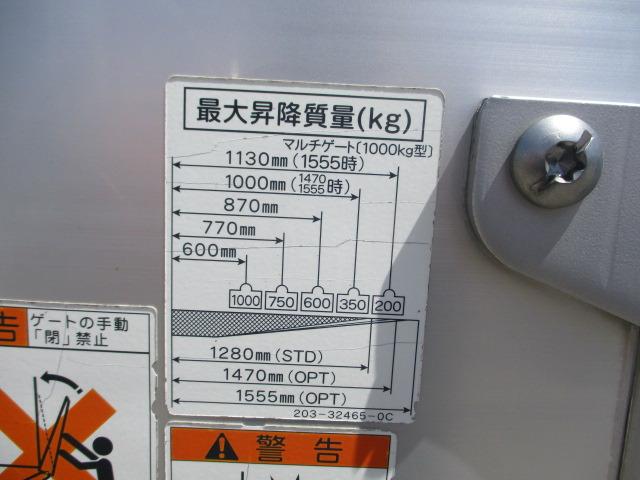 最大昇降質量(kg)
マルチゲート〔1000kg型〕
1130mm (1555時)
1000mm (1470 1555時)
870mm
770mm
600mm
1000 750 600 350 200
1280mm (STD)
1470mm (OPT)
1555mm (OPT)
203-32465-0C
告 ゲートの手動
「閉」禁止
警告